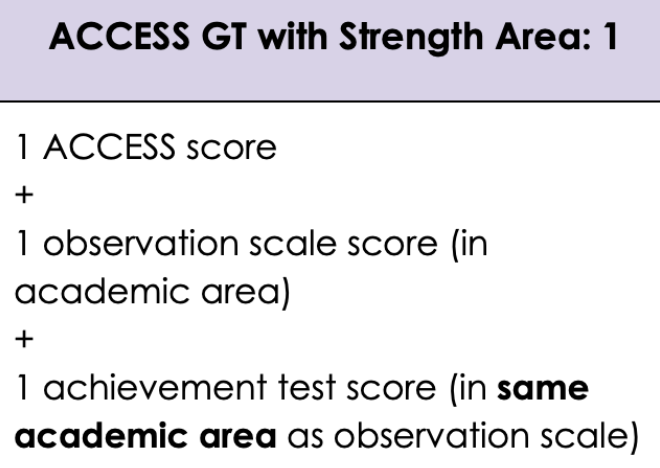 ACCESS GT with Strength Area: 1
1 ACCESS score
+
1 observation scale score (in
academic area)
+
1 achievement test score (in same
academic area as observation scale)